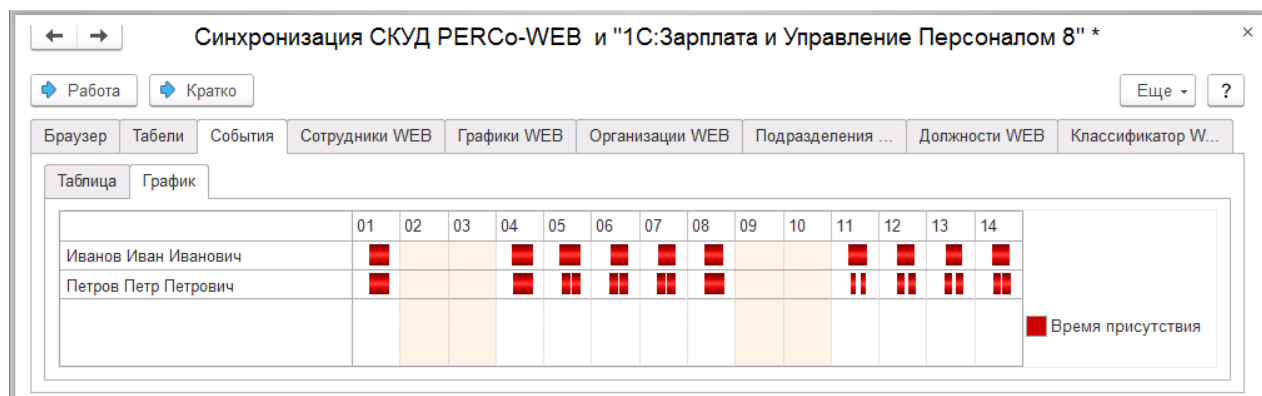 Синхронизация СКУД PERCo-WEB и "1С:Зарплата и Управление Персоналом 8" *
Работа Кратко Еще ?
Браузер Табели События Сотрудники WEB Графики WEB Организации WEB Подразделения ... Должности WEB Классификатор W...
Таблица График
01 02 03 04 05 06 07 08 09 10 11 12 13 14
Иванов Иван Иванович
Петров Петр Петрович
Время присутствия